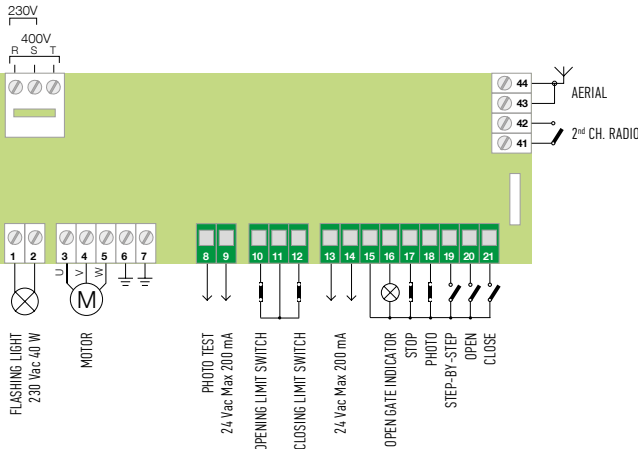 230V
400V
R S T
44
43
42
41
AERIAL
2nd CH. RADIO
1 2 3 4 5 6 7
8 9 10 11 12 13 14 15 16 17 18 19 20 21
U V W
M
FLASHING LIGHT
230 Vac 40 W
MOTOR
PHOTO TEST
24 Vac Max 200 mA
OPENING LIMIT SWITCH
CLOSING LIMIT SWITCH
24 Vac Max 200 mA
OPEN GATE INDICATOR
STOP
PHOTO
STEP-BY-STEP
OPEN
CLOSE